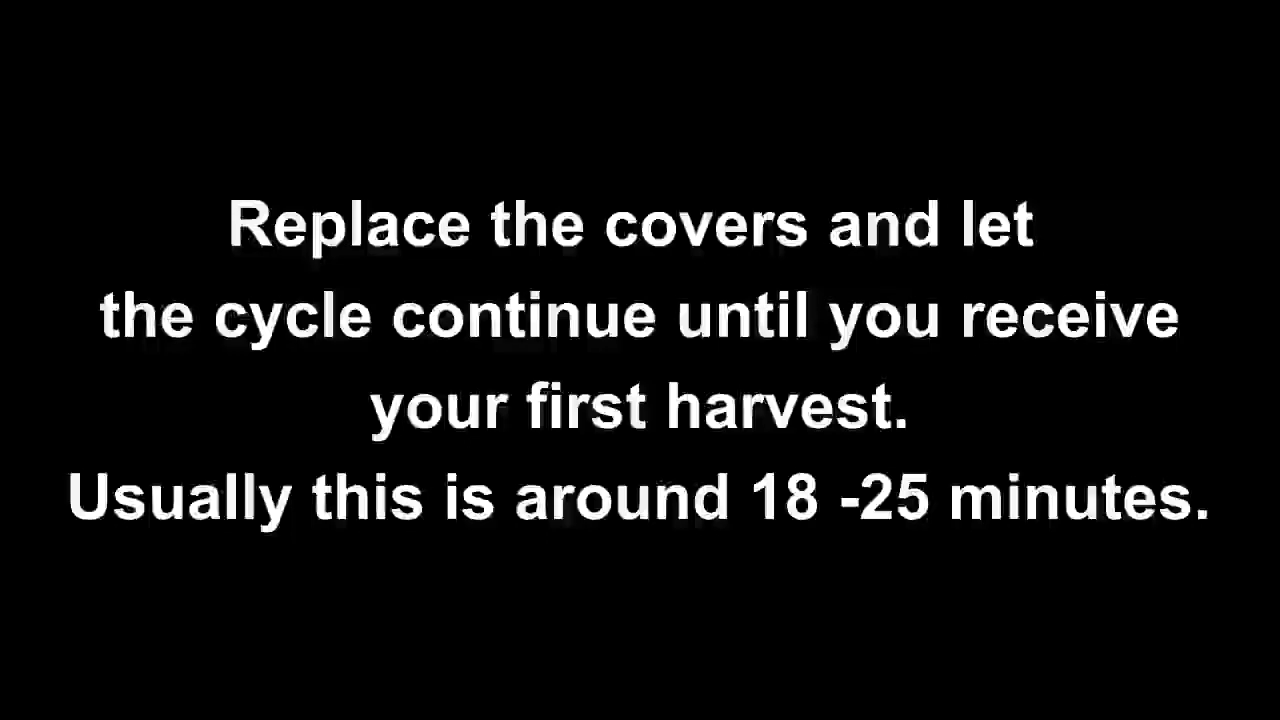 Replace the covers and let
the cycle continue until you receive
your first harvest.
Usually this is around 18 -25 minutes.